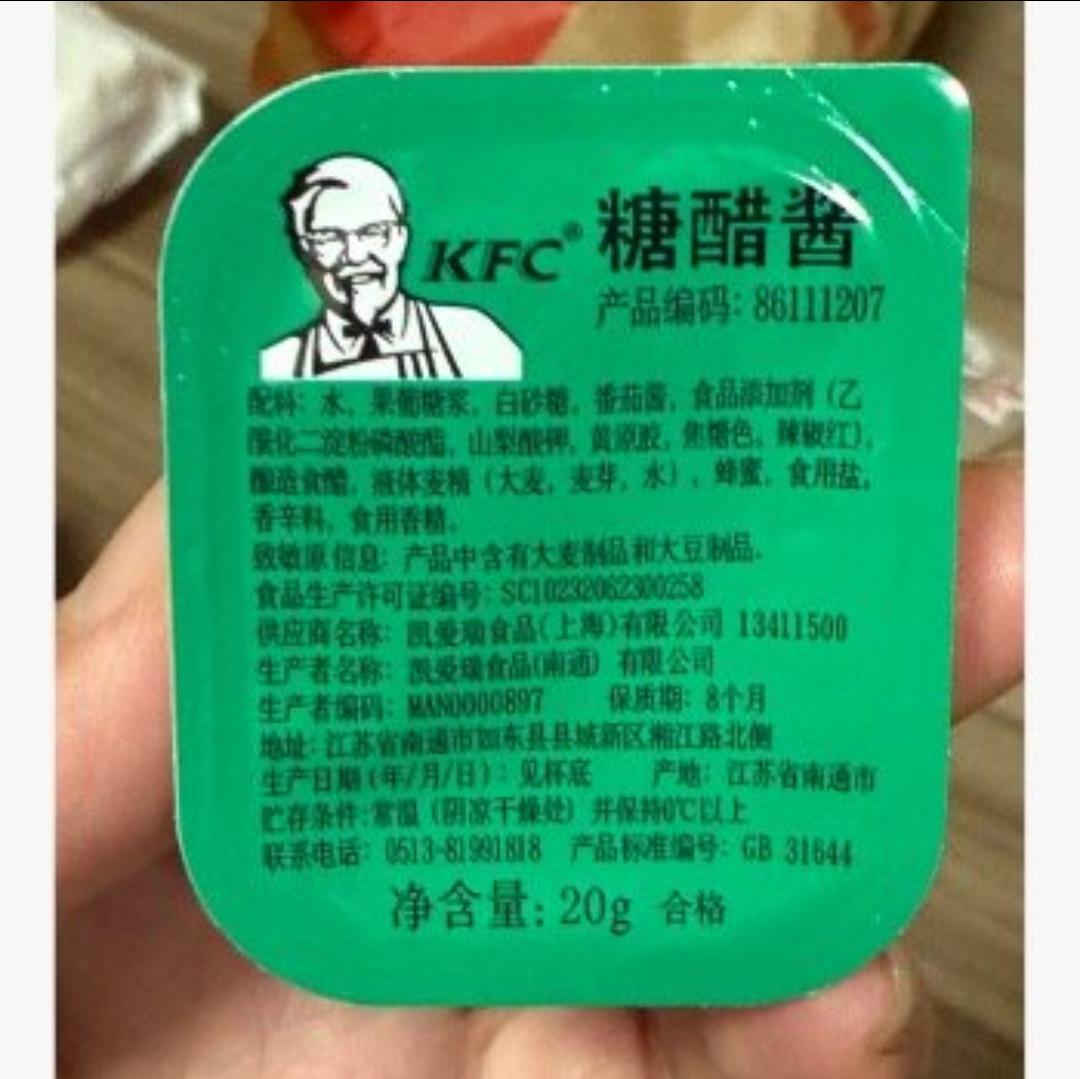 KFC® 糖醋酱
产品编码: 86111207
配料: 水, 果葡糖浆, 白砂糖, 番茄酱, 食品添加剂 (乙
酰化二淀粉磷酸酯, 山梨酸钾, 黄原胶, 焦糖色, 辣椒红),
酿造食醋, 液体麦精 (大麦, 麦芽, 水), 蜂蜜, 食用盐,
香辛料, 食用香精。
致敏原信息: 产品中含有大麦制品和大豆制品.
食品生产许可证编号: SC10232062300258
供应商名称: 凯爱瑞食品(上海)有限公司 13411500
生产者名称: 凯爱瑞食品(南通) 有限公司
生产者编码: MAN0000897 保质期: 8个月
地址: 江苏省南通市如东县县城新区湘江路北侧
生产日期(年/月/日): 见杯底 产地: 江苏省南通市
贮存条件:常温 (阴凉干燥处) 并保持0℃以上
联系电话: 0513-81991818 产品标准编号: GB 31644
净含量: 20g 合格